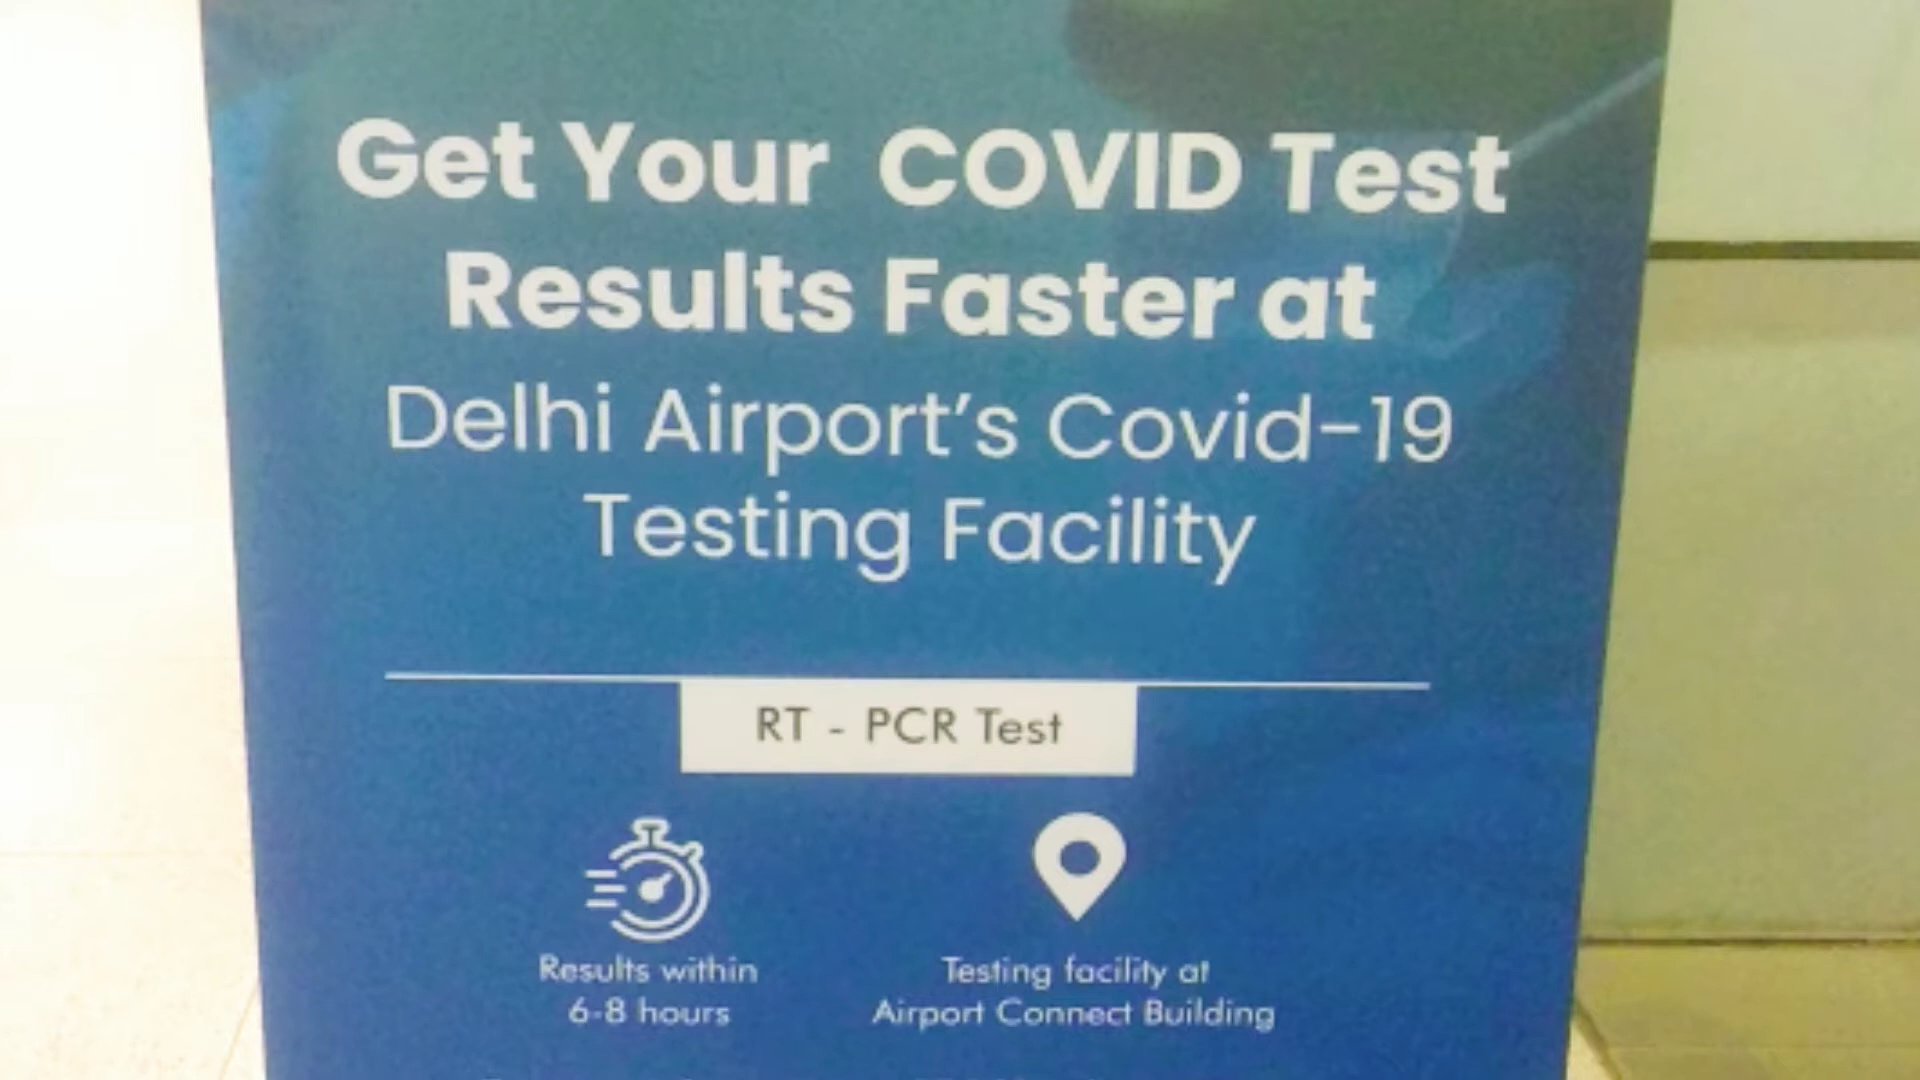 Get Your COVID Test
Results Faster at
Delhi Airport's Covid-19
Testing Facility
RT - PCR Test
Results within
6-8 hours
Testing facility at
Airport Connect Building